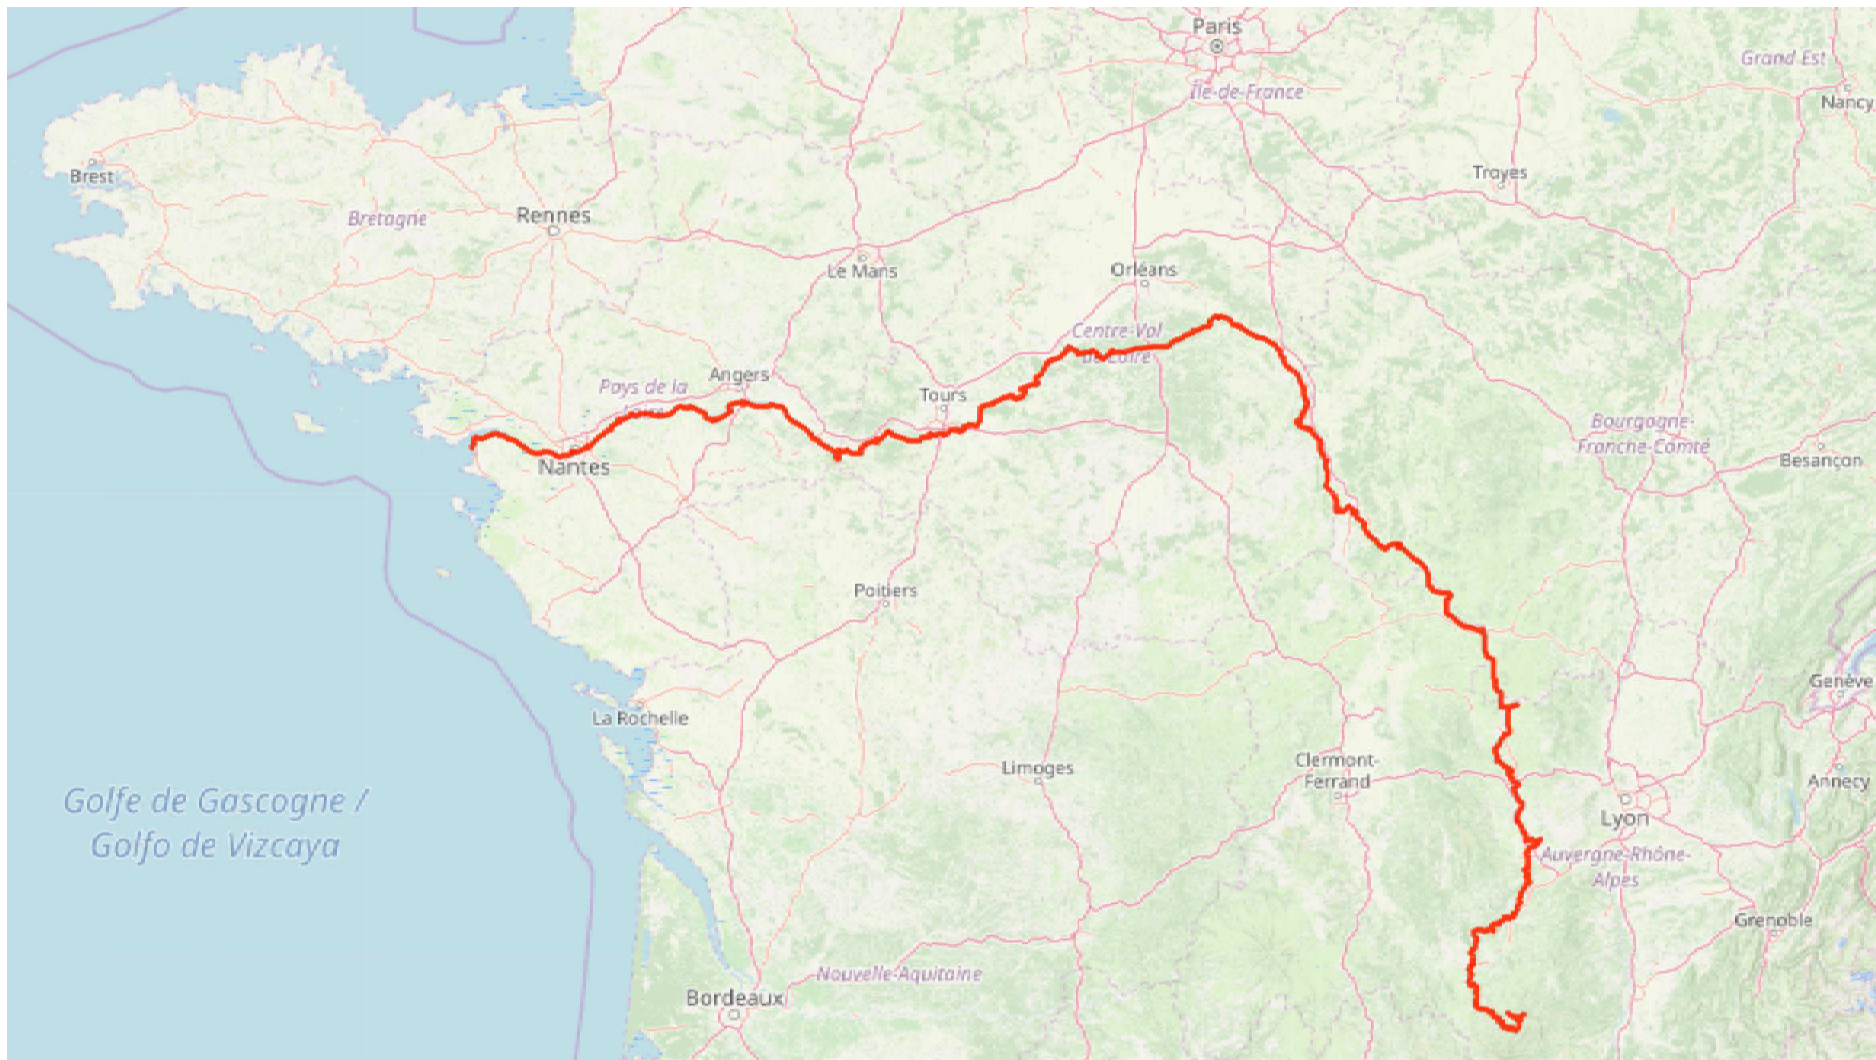 Paris
Grand Est
Île-de-France
Nancy
Brest
Troyes
Rennes
Bretagne
Le Mans
Orléans
Centre-Val
de Loire
Angers
Pays de la
Loire
Tours
Bourgogne-
Franche-Comté
Besançon
Nantes
Poitiers
Genève
La Rochelle
Limoges
Clermont-
Ferrand
Annecy
Golfe de Gascogne /
Golfo de Vizcaya
Lyon
Auvergne-Rhône-
Alpes
Grenoble
Nouvelle-Aquitaine
Bordeaux